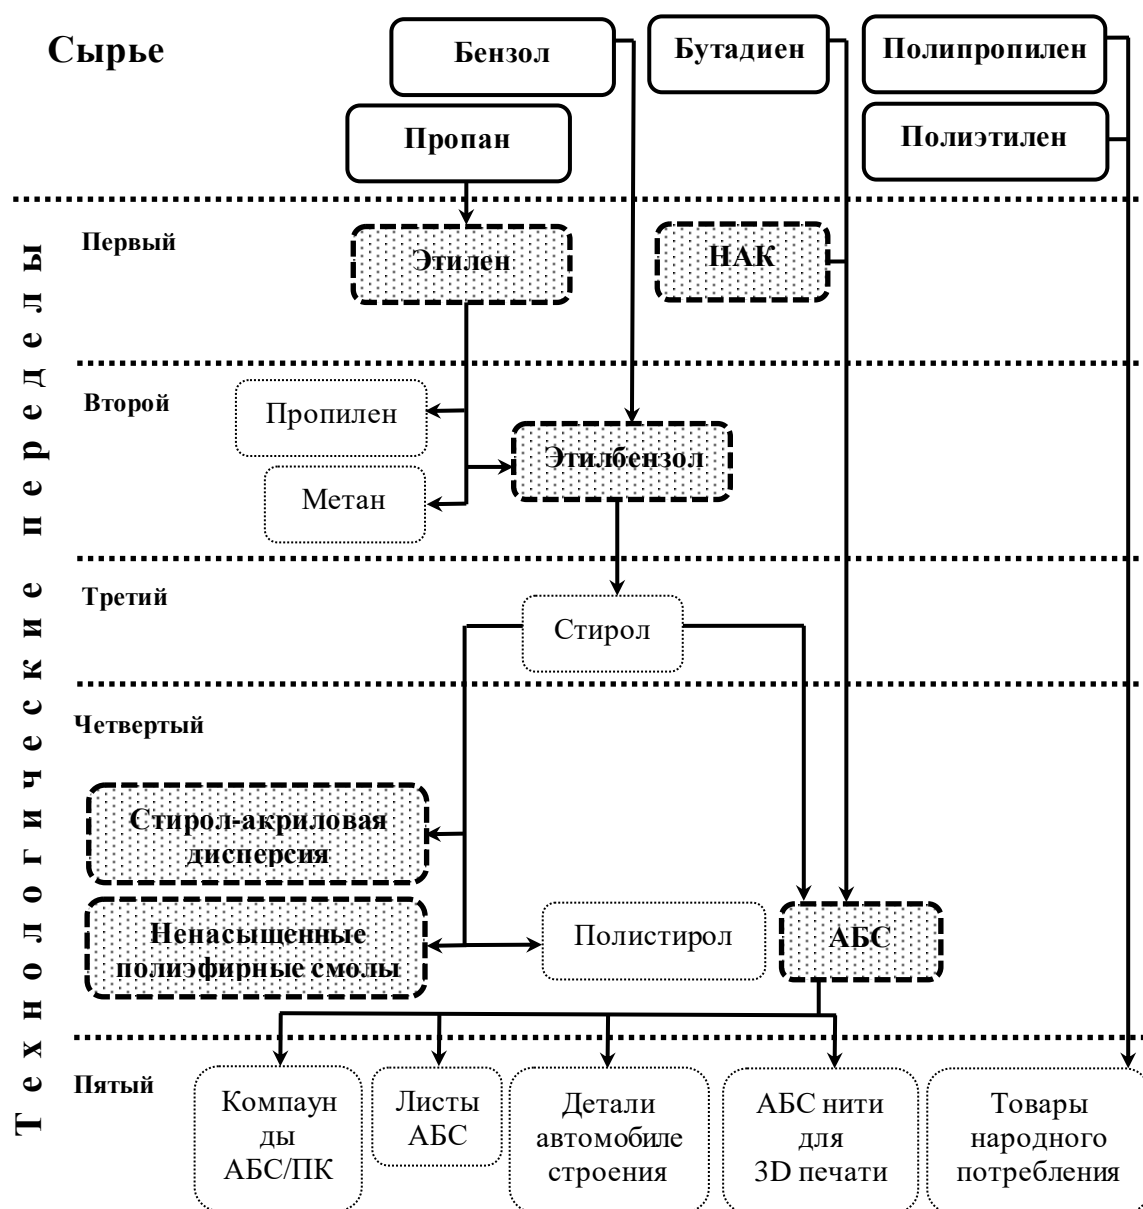 Сырье
Бензол
Бутадиен
Полипропилен
Пропан
Полиэтилен
Технологические переделы
Первый
Этилен
НАК
Второй
Пропилен
Этилбензол
Метан
Третий
Стирол
Четвертый
Стирол-акриловая
дисперсия
Ненасыщенные
полиэфирные смолы
Полистирол
АБС
Пятый
Компаун
ды
АБС/ПК
Листы
АБС
Детали
автомобиле
строения
АБС нити
для
3D печати
Товары
народного
потребления